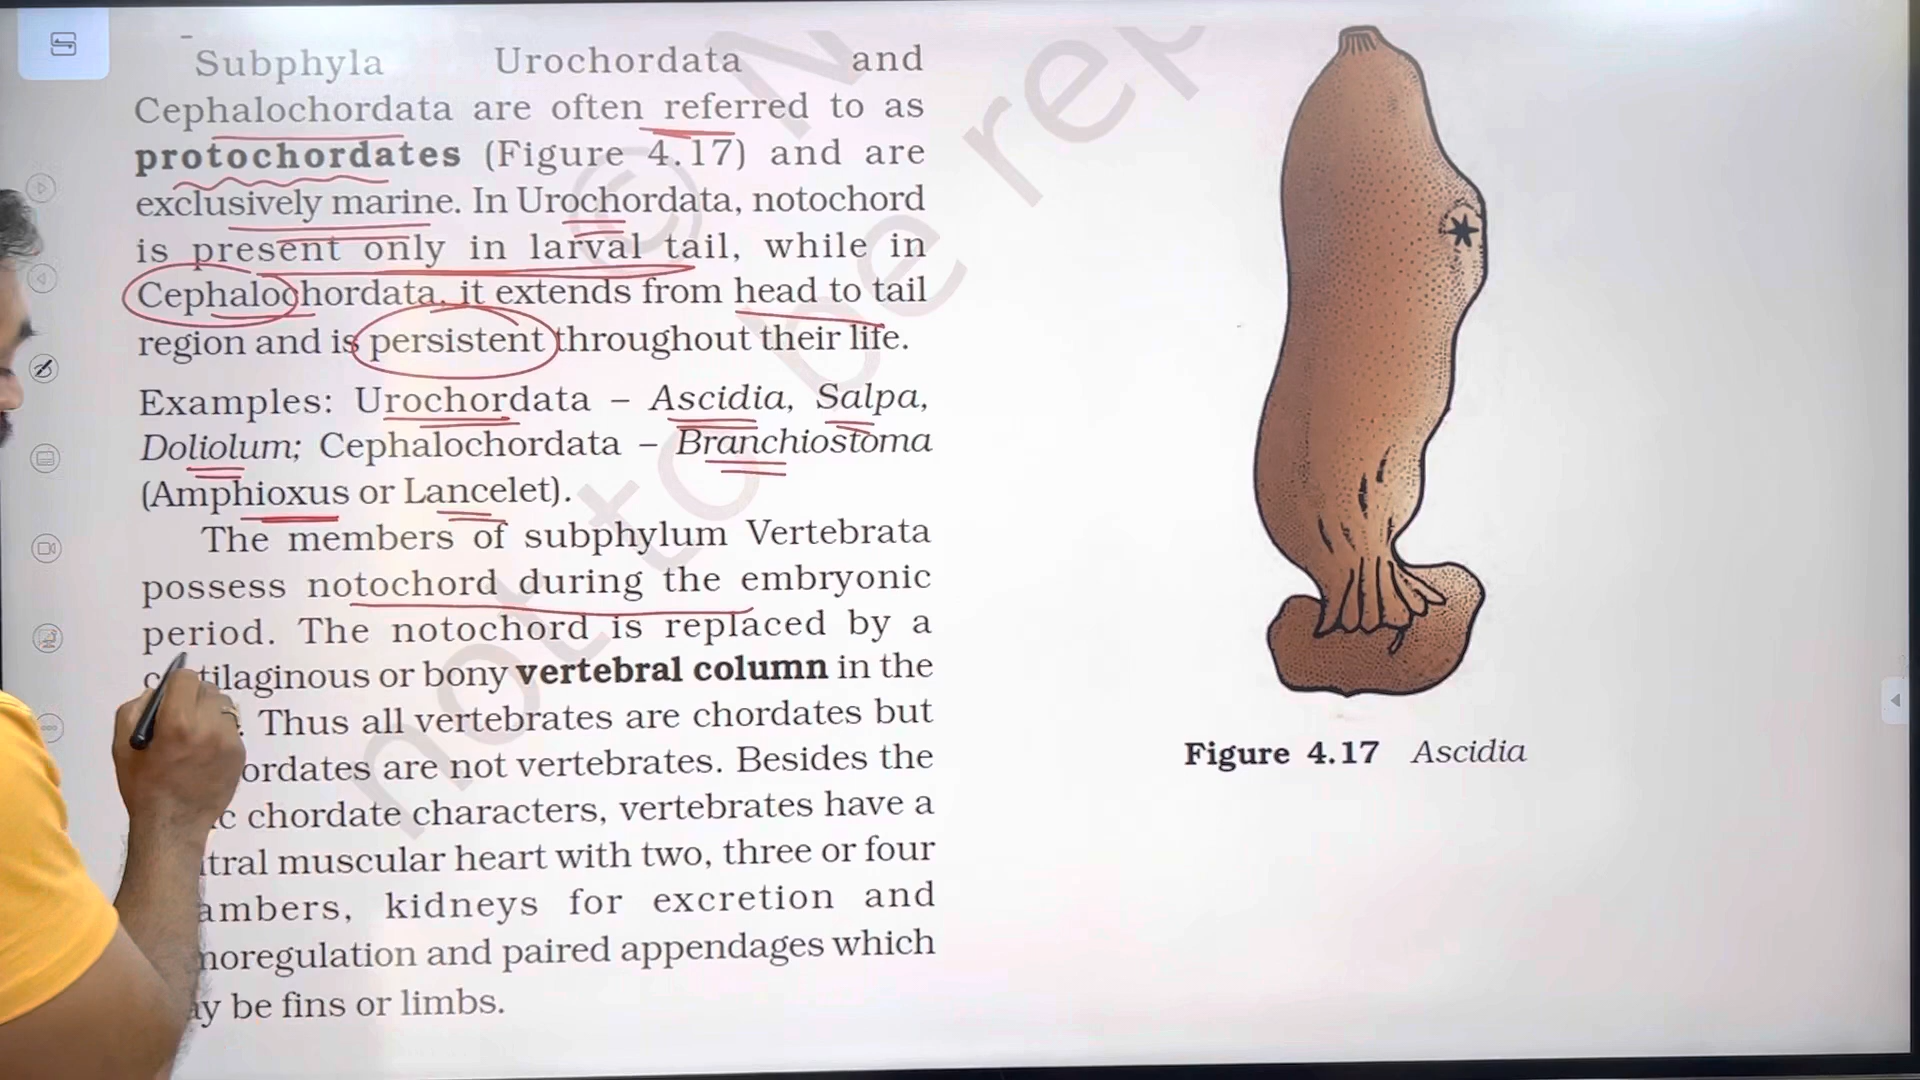 Subphyla Urochordata and
Cephalochordata are often referred to as
protochordates (Figure 4.17) and are
exclusively marine. In Urochordata, notochord
is present only in larval tail, while in
Cephalochordata, it extends from head to tail
region and is persistent throughout their life.
Examples: Urochordata – Ascidia, Salpa,
Doliolum; Cephalochordata – Branchiostoma
(Amphioxus or Lancelet).
The members of subphylum Vertebrata
possess notochord during the embryonic
period. The notochord is replaced by a
or bony vertebral column in the
Thus all vertebrates are chordates but
are not vertebrates. Besides the
chordate characters, vertebrates have a
muscular heart with two, three or four
kidneys for excretion and
and paired appendages which
be fins or limbs.
Figure 4.17 Ascidia
© N
not to be rep